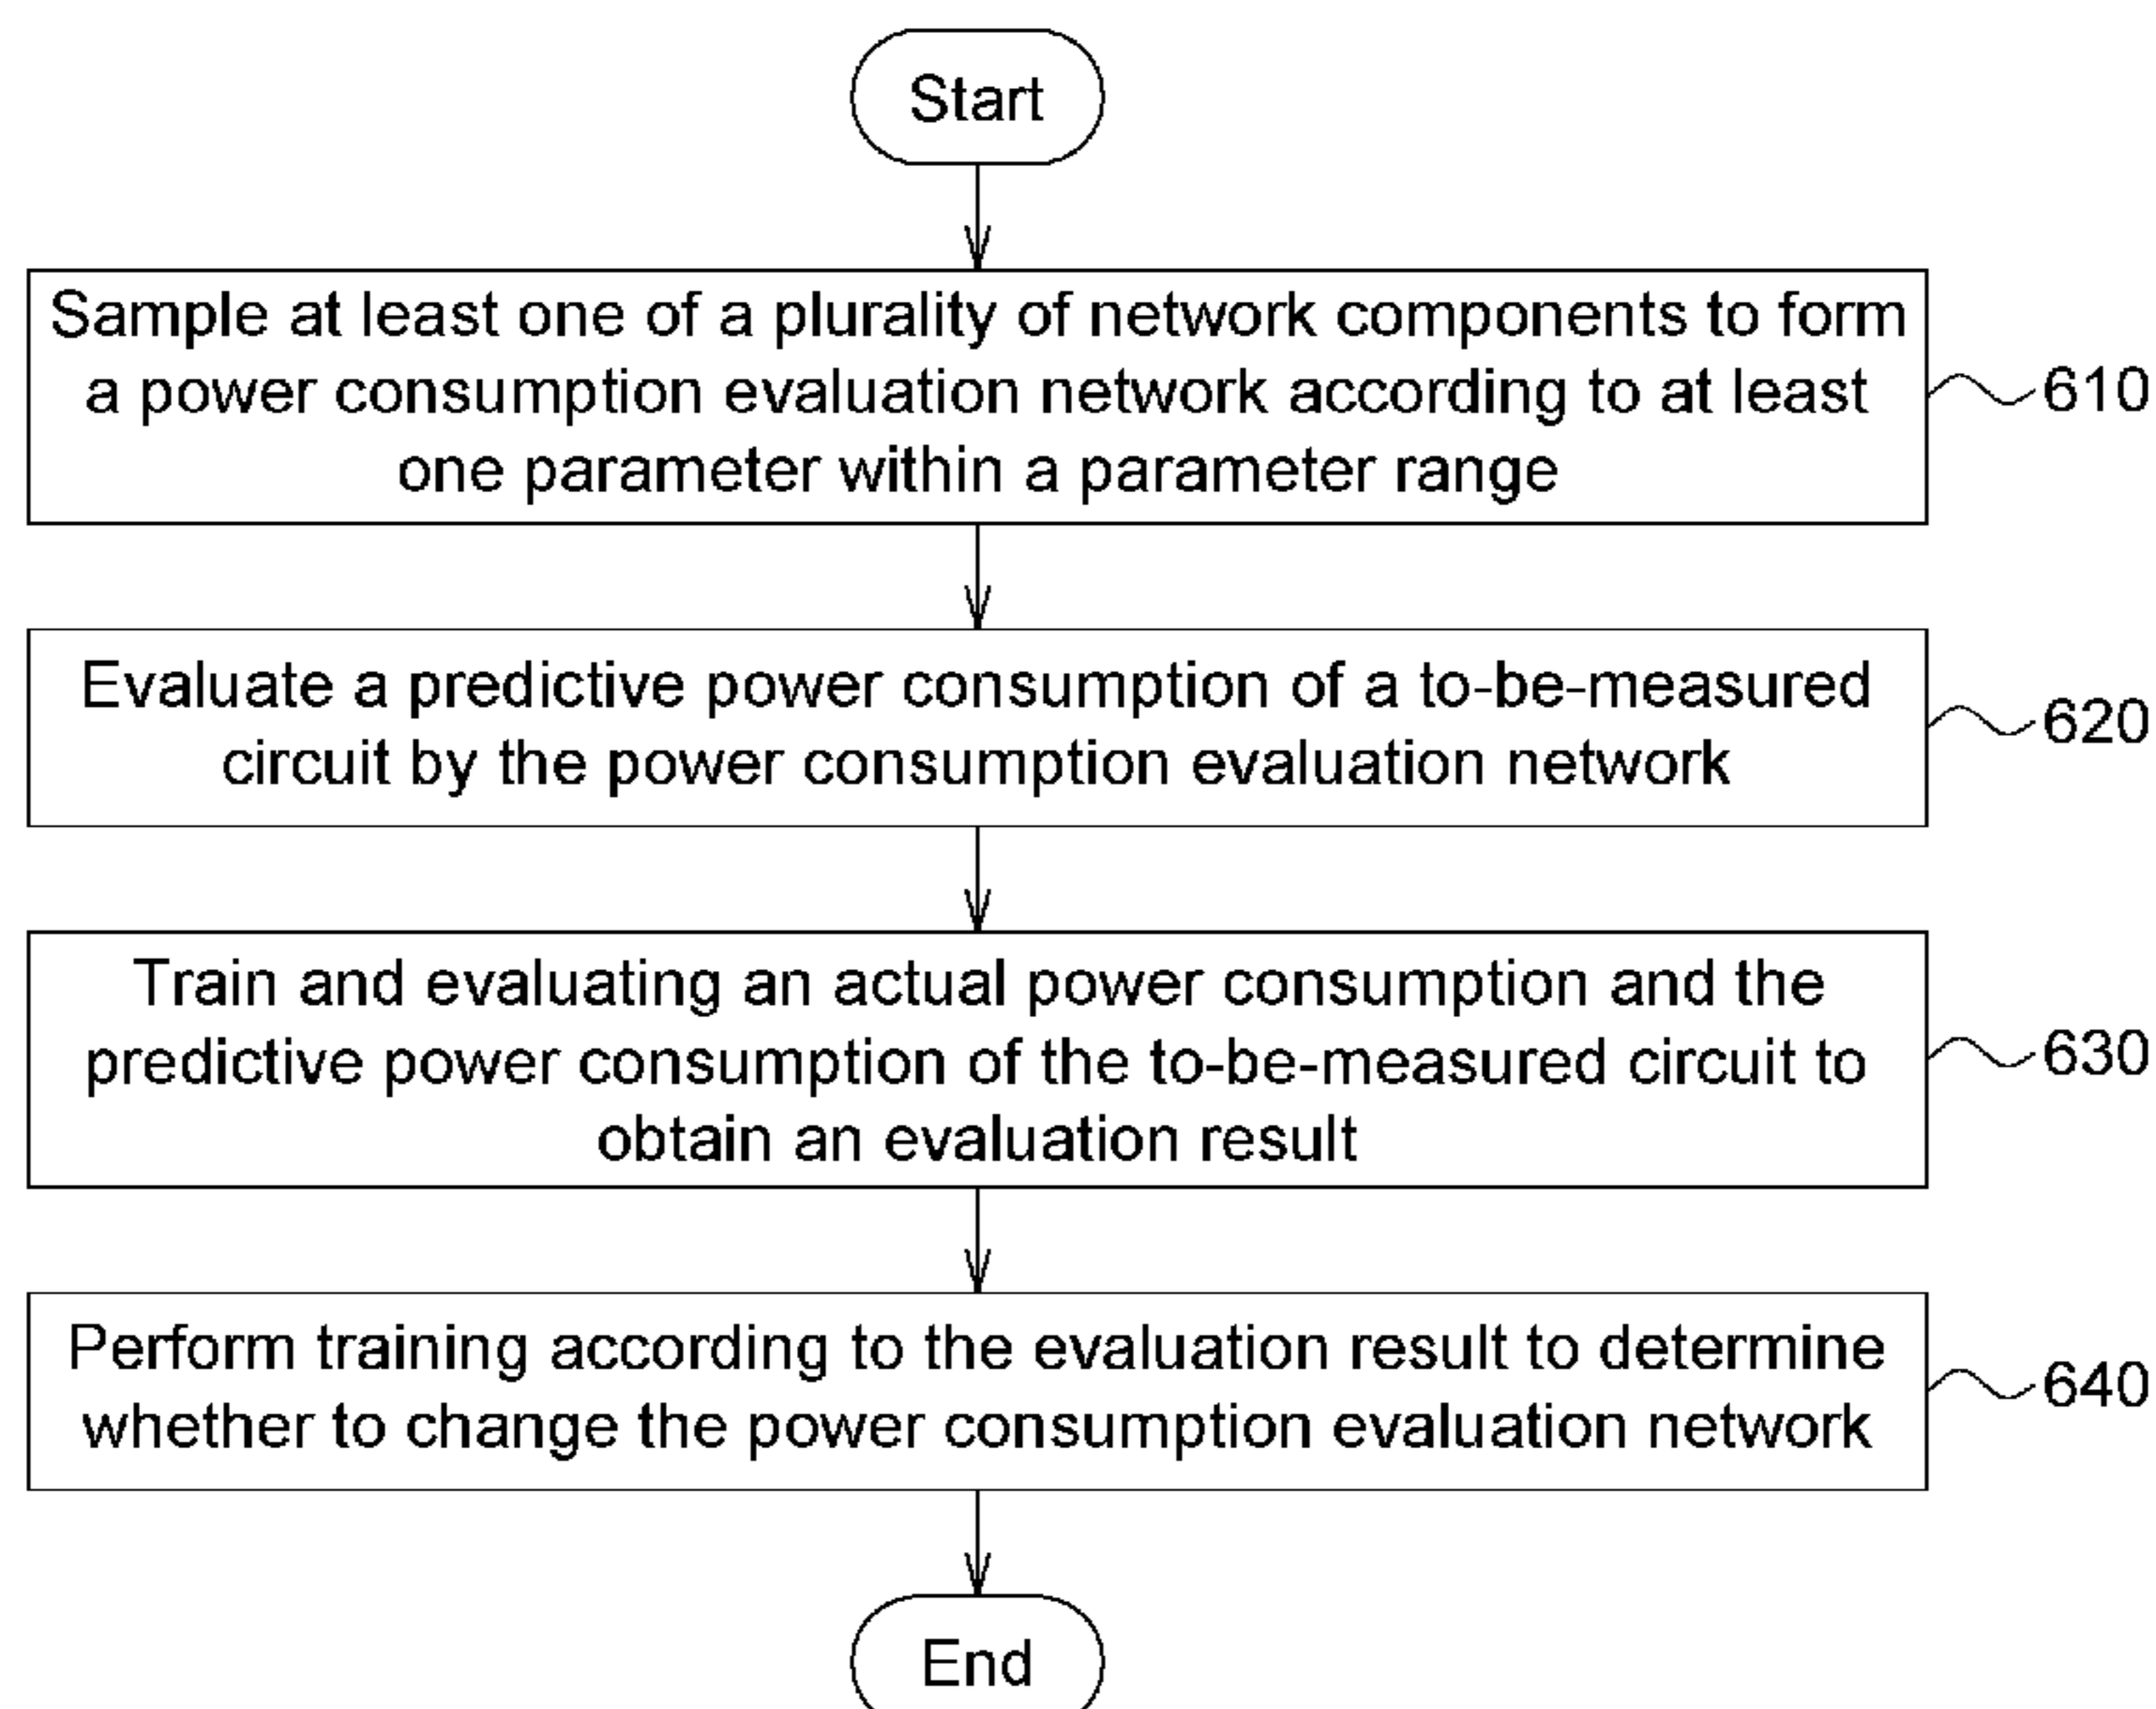 Start
Sample at least one of a plurality of network components to form
a power consumption evaluation network according to at least
one parameter within a parameter range
610
Evaluate a predictive power consumption of a to-be-measured
circuit by the power consumption evaluation network
620
Train and evaluating an actual power consumption and the
predictive power consumption of the to-be-measured circuit to
obtain an evaluation result
630
Perform training according to the evaluation result to determine
whether to change the power consumption evaluation network
640
End